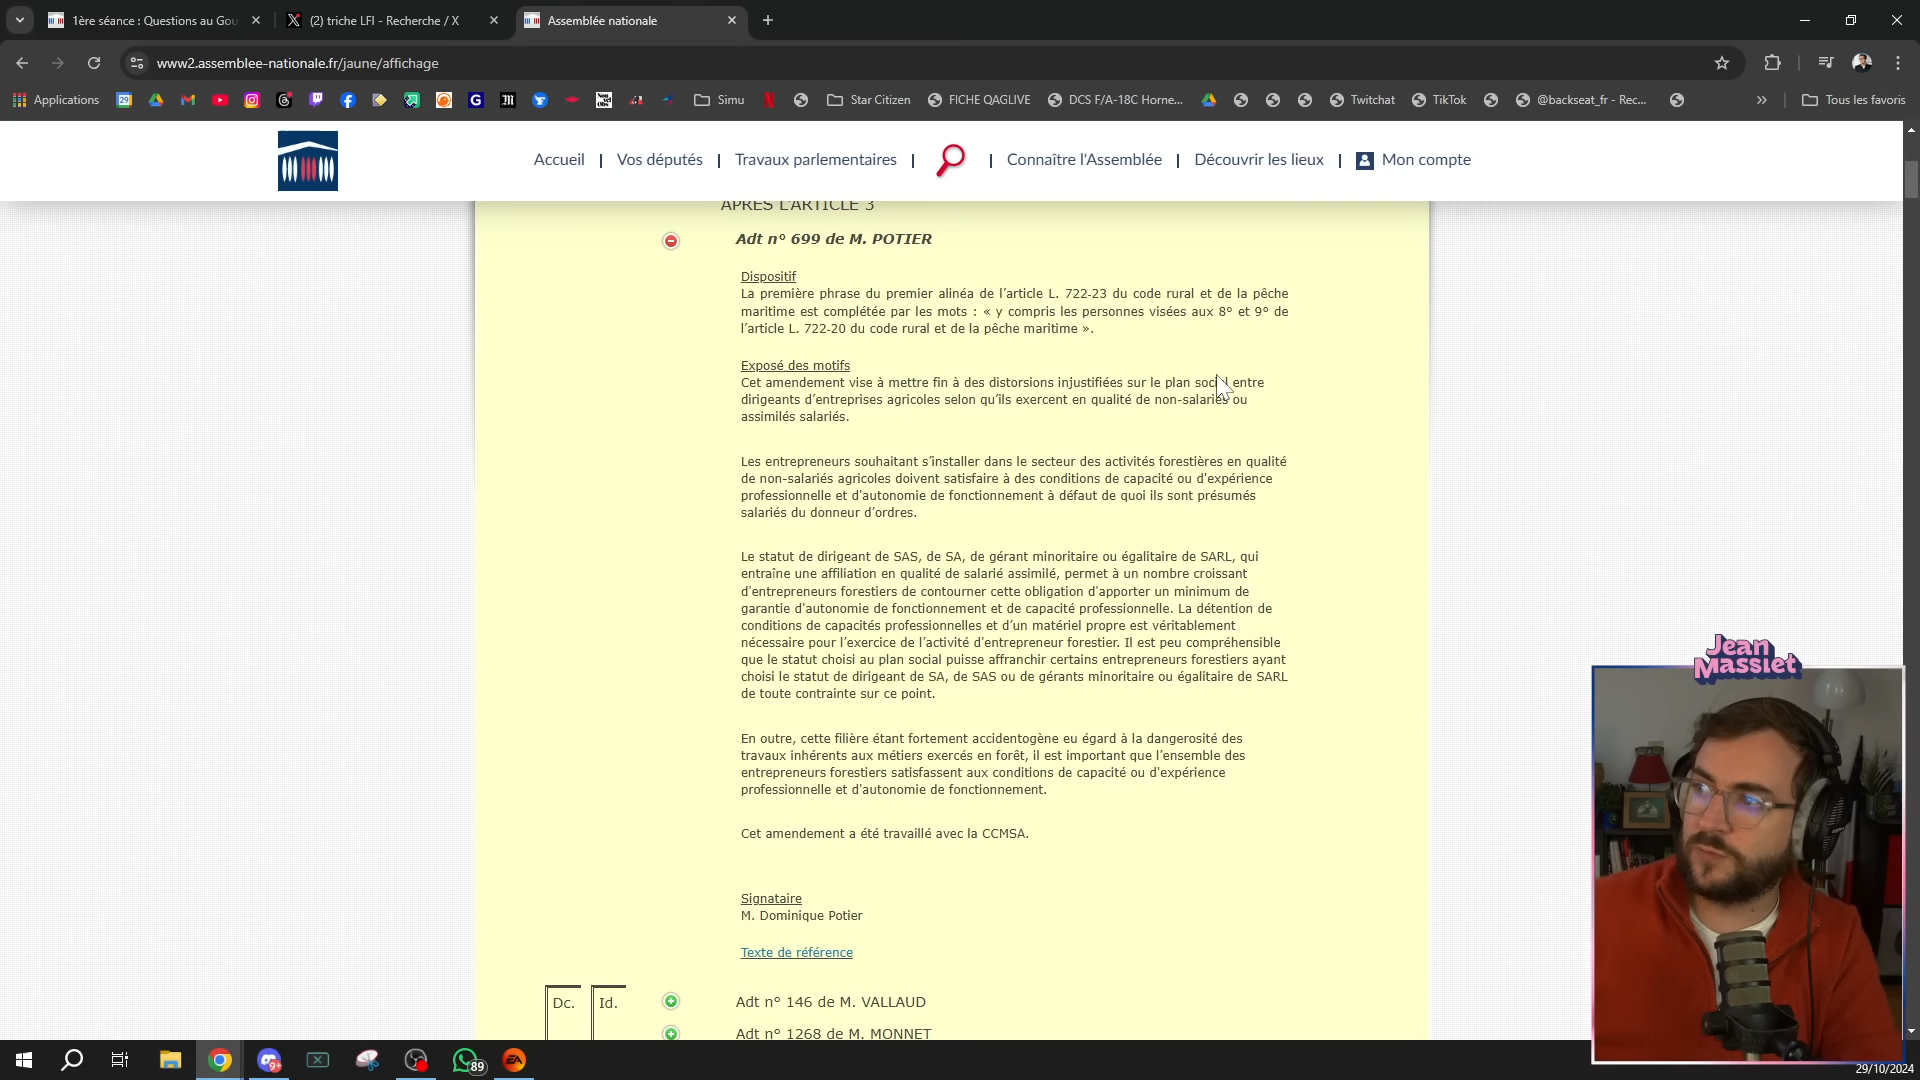 1ère séance : Questions au Gou
(2) triche LFI - Recherche / X
Assemblée nationale
www2.assemblee-nationale.fr/jaune/affichage
Applications
Simu
Star Citizen
FICHE QAGLIVE
DCS F/A-18C Horne...
Twitchat
TikTok
@backseat_fr - Rec...
Tous les favoris
Accueil | Vos députés | Travaux parlementaires | | Connaître l'Assemblée | Découvrir les lieux | Mon compte
APRÈS L'ARTICLE 3
Adt n° 699 de M. POTIER
Dispositif
La première phrase du premier alinéa de l’article L. 722-23 du code rural et de la pêche
maritime est complétée par les mots : « y compris les personnes visées aux 8° et 9° de
l’article L. 722-20 du code rural et de la pêche maritime ».
Exposé des motifs
Cet amendement vise à mettre fin à des distorsions injustifiées sur le plan social entre
dirigeants d’entreprises agricoles selon qu’ils exercent en qualité de non-salariés ou
assimilés salariés.
Les entrepreneurs souhaitant s’installer dans le secteur des activités forestières en qualité
de non-salariés agricoles doivent satisfaire à des conditions de capacité ou d'expérience
professionnelle et d'autonomie de fonctionnement à défaut de quoi ils sont présumés
salariés du donneur d’ordres.
Le statut de dirigeant de SAS, de SA, de gérant minoritaire ou égalitaire de SARL, qui
entraîne une affiliation en qualité de salarié assimilé, permet à un nombre croissant
d'entrepreneurs forestiers de contourner cette obligation d'apporter un minimum de
garantie d'autonomie de fonctionnement et de capacité professionnelle. La détention de
conditions de capacités professionnelles et d’un matériel propre est véritablement
nécessaire pour l’exercice de l’activité d'entrepreneur forestier. Il est peu compréhensible
que le statut choisi au plan social puisse affranchir certains entrepreneurs forestiers ayant
choisi le statut de dirigeant de SA, de SAS ou de gérants minoritaire ou égalitaire de SARL
de toute contrainte sur ce point.
En outre, cette filière étant fortement accidentogène eu égard à la dangerosité des
travaux inhérents aux métiers exercés en forêt, il est important que l’ensemble des
entrepreneurs forestiers satisfassent aux conditions de capacité ou d'expérience
professionnelle et d'autonomie de fonctionnement.
Cet amendement a été travaillé avec la CCMSA.
Signataire
M. Dominique Potier
Texte de référence
Dc. Id. Adt n° 146 de M. VALLAUD
Adt n° 1268 de M. MONNET
Jean
Massiet
9+
89
EA
29/10/2024